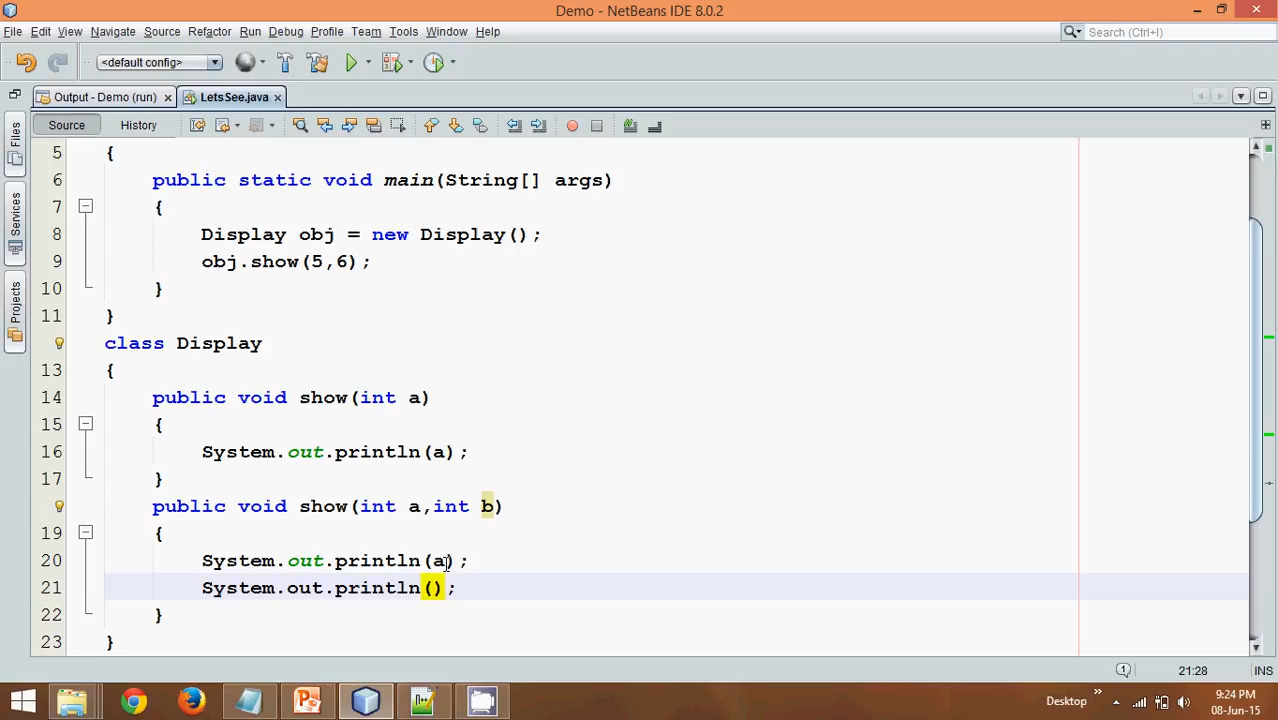 Demo - NetBeans IDE 8.0.2
File Edit View Navigate Source Refactor Run Debug Profile Team Tools Window Help
Search (Ctrl+I)
<default config>
Output - Demo (run) LetsSee.java
Source History
Files
Services
Projects
5 {
6 public static void main(String[] args)
7 {
8 Display obj = new Display();
9 obj.show(5,6);
10 }
11 }
class Display
13 {
14 public void show(int a)
15 {
16 System.out.println(a);
17 }
public void show(int a,int b)
19 {
20 System.out.println(a);
21 System.out.println();
22 }
23 }
1 21:28 INS
Desktop 9:24 PM
08-Jun-15